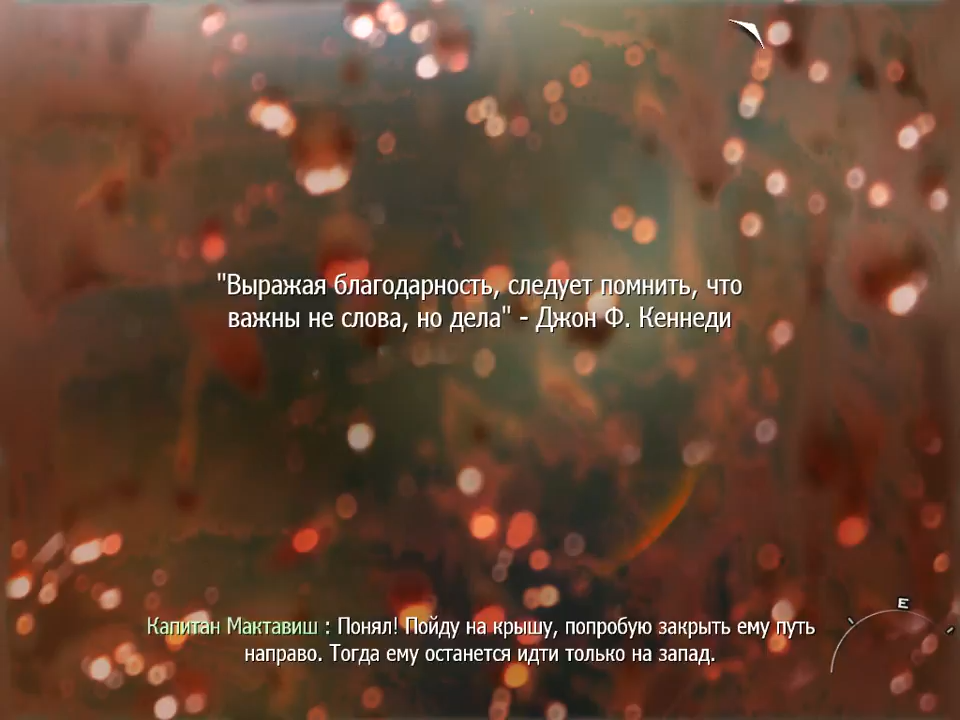 "Выражая благодарность, следует помнить, что
важны не слова, но дела" - Джон Ф. Кеннеди
E
Капитан Мактавиш : Понял! Пойду на крышу, попробую закрыть ему путь
направо. Тогда ему останется идти только на запад.